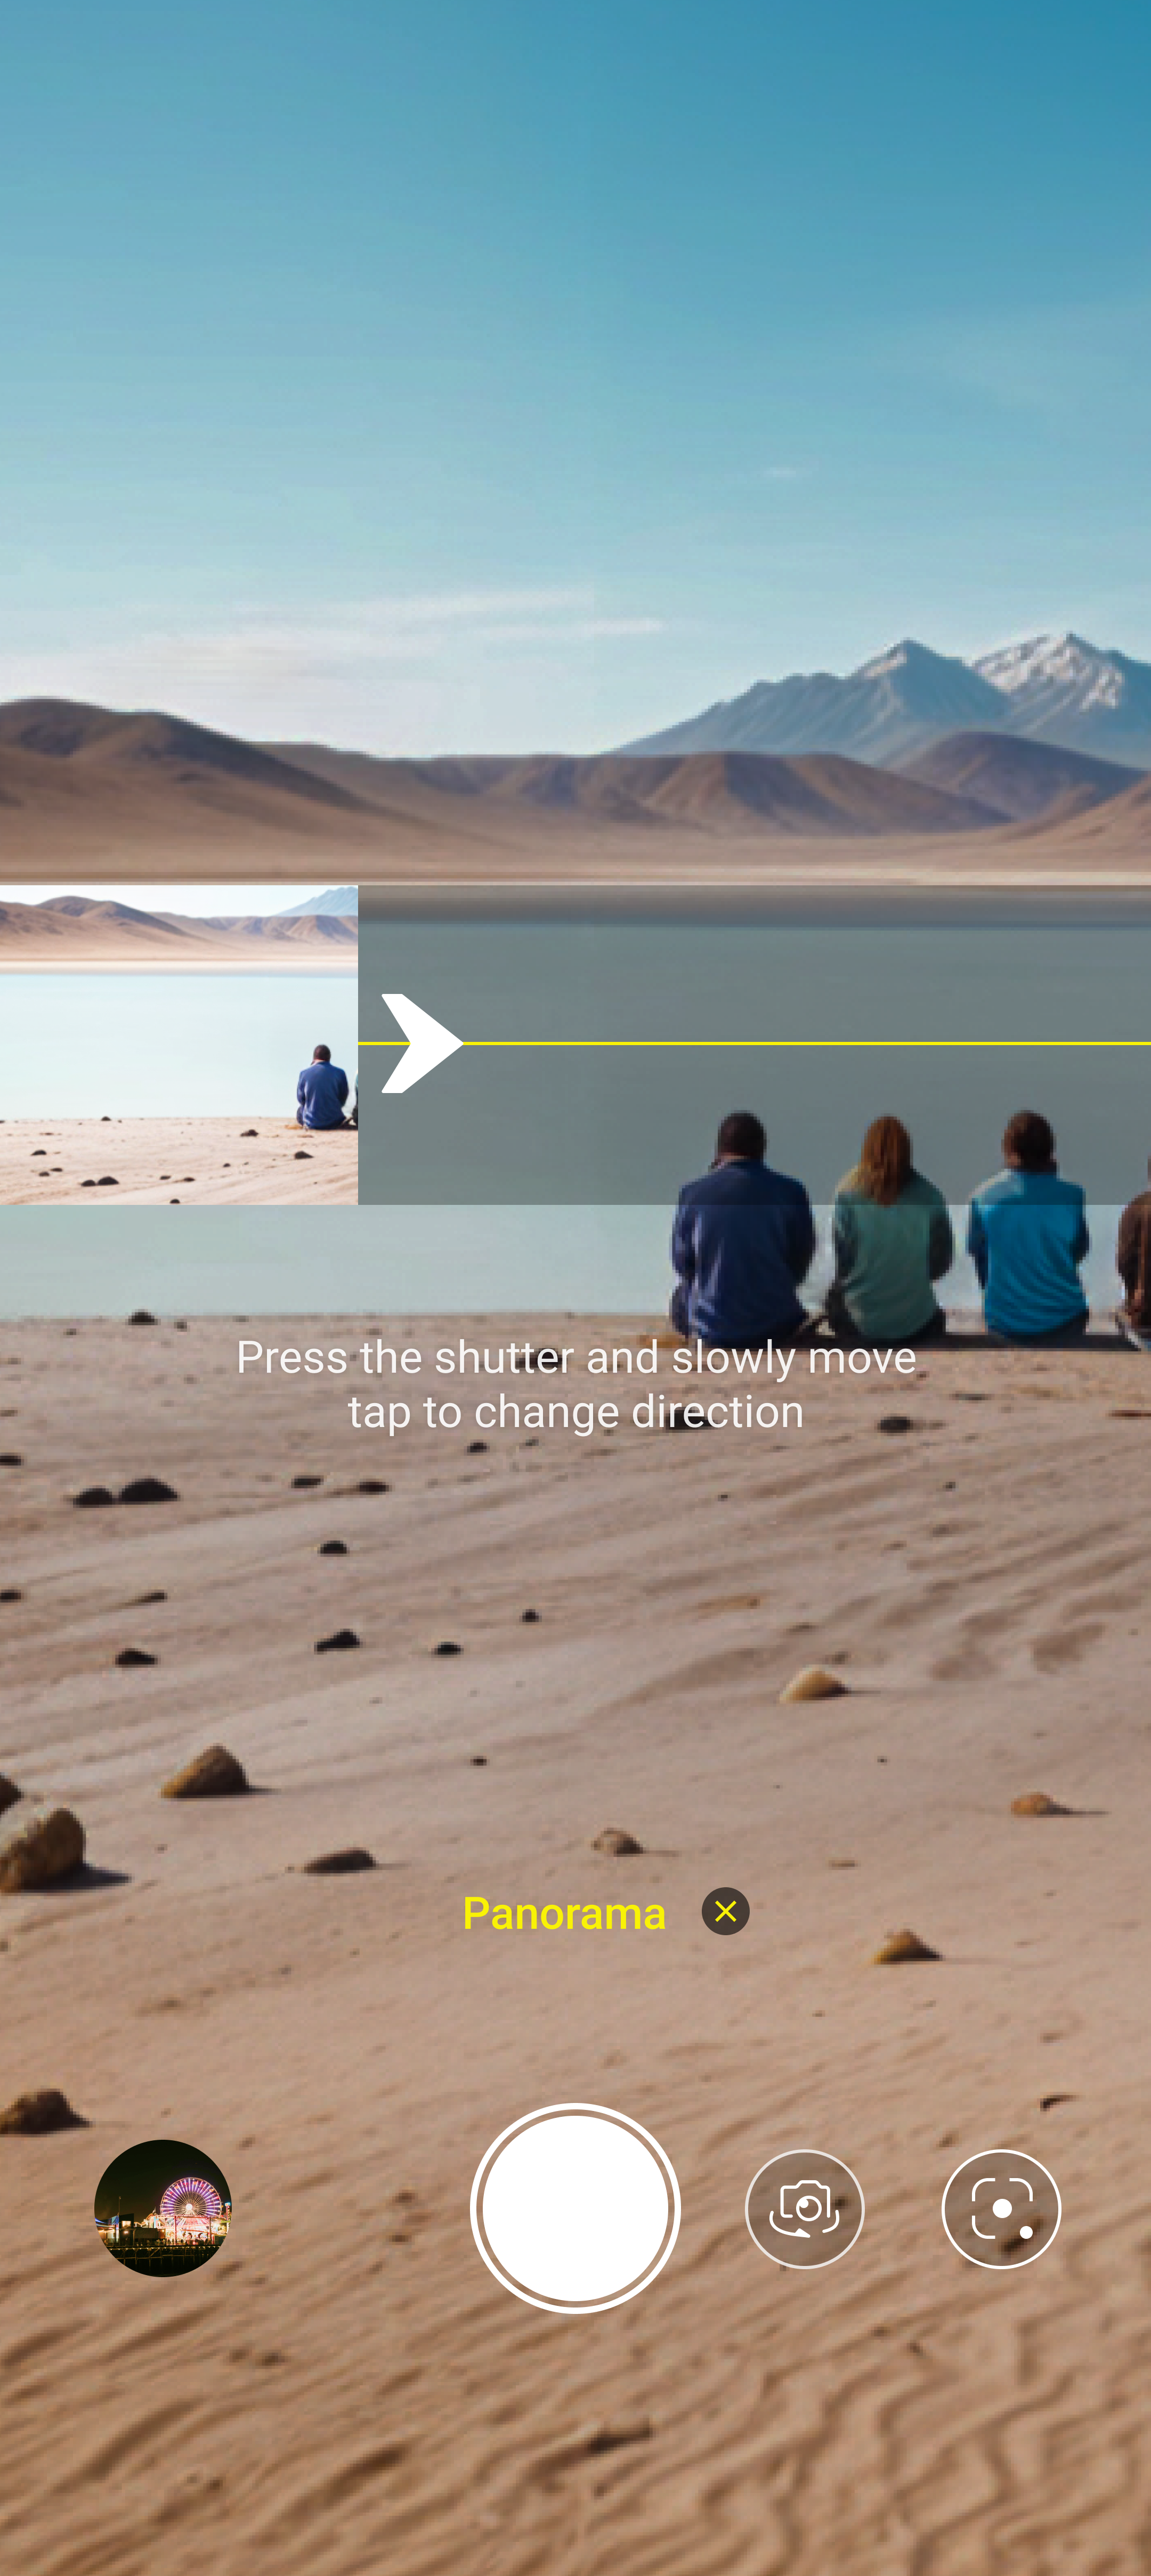 Press the shutter and slowly move
tap to change direction
Panorama